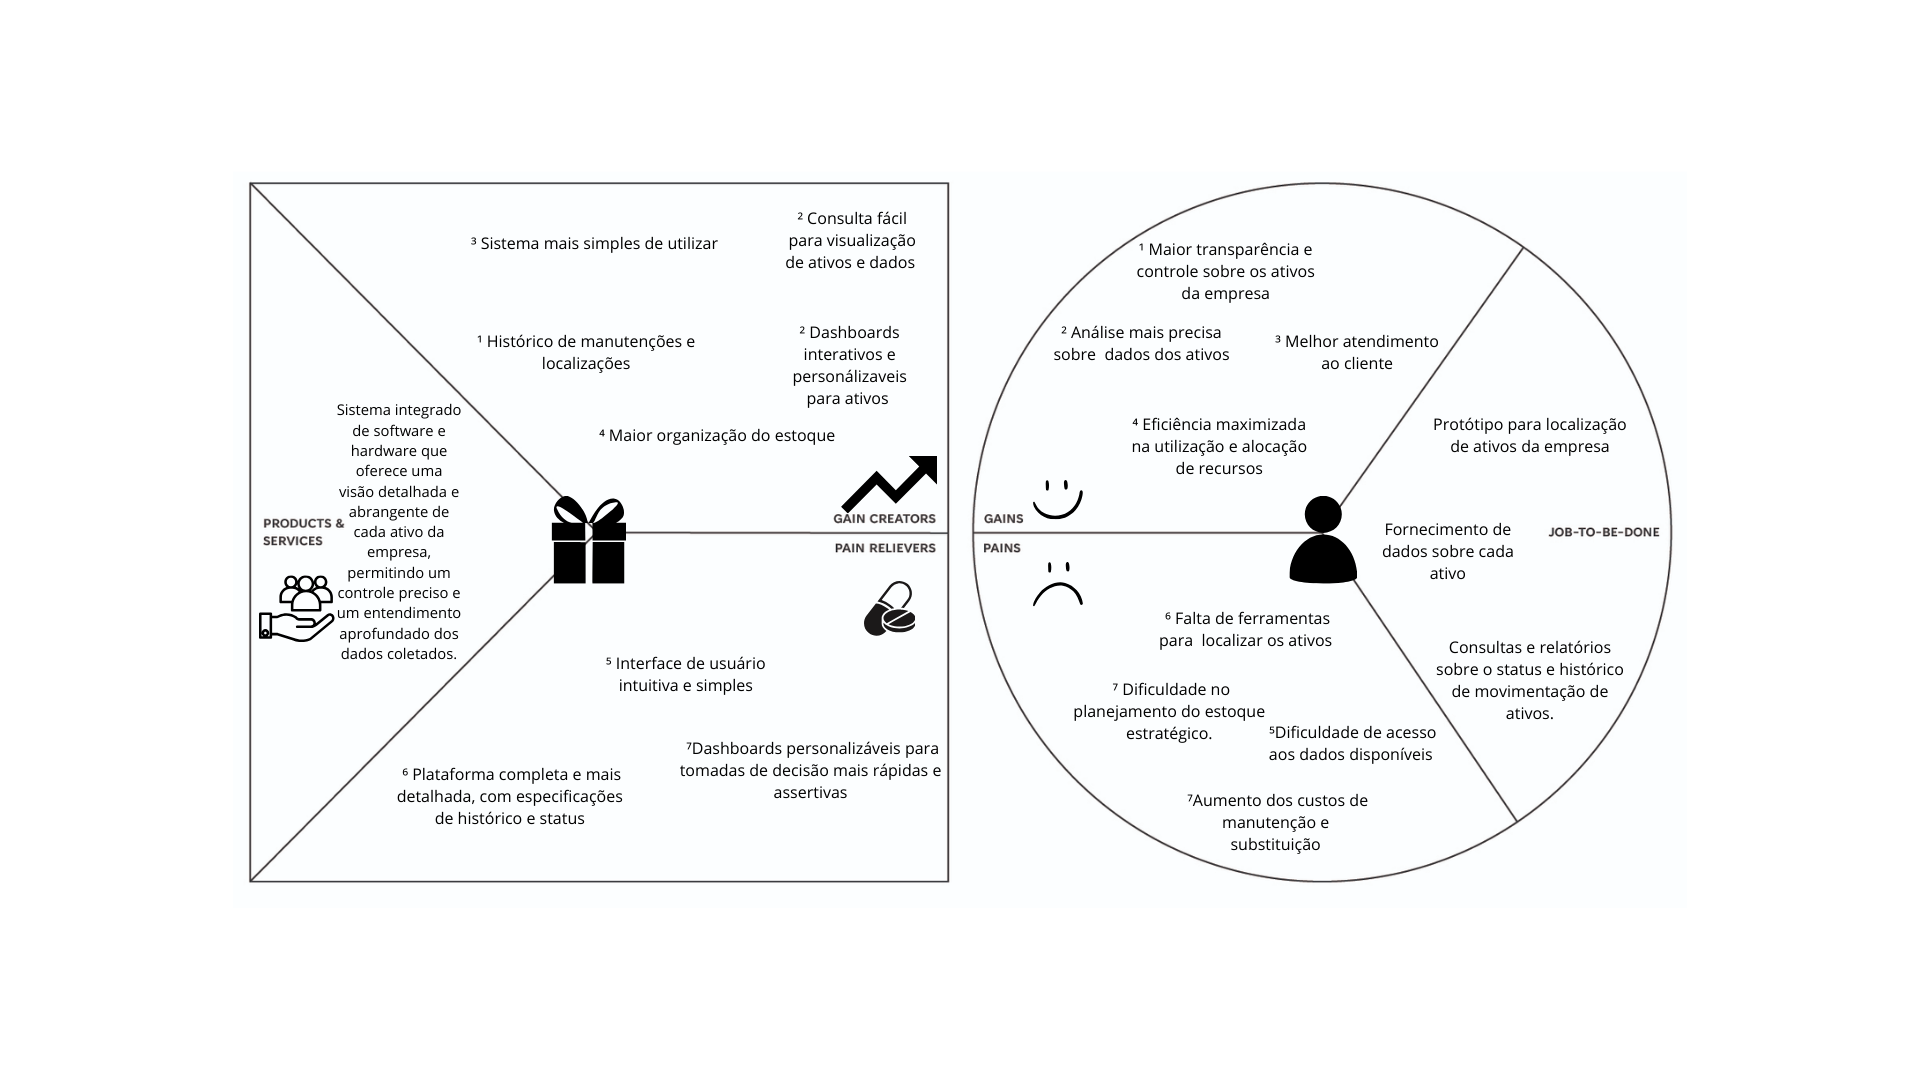 ³ Sistema mais simples de utilizar
² Consulta fácil
para visualização
de ativos e dados
¹ Histórico de manutenções e
localizações
² Dashboards
interativos e
personálizaveis
para ativos
⁴ Maior organização do estoque
GAIN CREATORS
Sistema integrado
de software e
hardware que
oferece uma
visão detalhada e
abrangente de
cada ativo da
empresa,
permitindo um
controle preciso e
um entendimento
aprofundado dos
dados coletados.
PRODUCTS &
SERVICES
PAIN RELIEVERS
⁵ Interface de usuário
intuitiva e simples
⁷Dashboards personalizáveis para
tomadas de decisão mais rápidas e
assertivas
⁶ Plataforma completa e mais
detalhada, com especificações
de histórico e status
¹ Maior transparência e
controle sobre os ativos
da empresa
² Análise mais precisa
sobre  dados dos ativos
³ Melhor atendimento
ao cliente
⁴ Eficiência maximizada
na utilização e alocação
de recursos
GAINS
PAINS
⁶ Falta de ferramentas
para  localizar os ativos
⁷ Dificuldade no
planejamento do estoque
estratégico.
⁵Dificuldade de acesso
aos dados disponíveis
⁷Aumento dos custos de
manutenção e
substituição
Protótipo para localização
de ativos da empresa
Fornecimento de
dados sobre cada
ativo
JOB-TO-BE-DONE
Consultas e relatórios
sobre o status e histórico
de movimentação de
ativos.